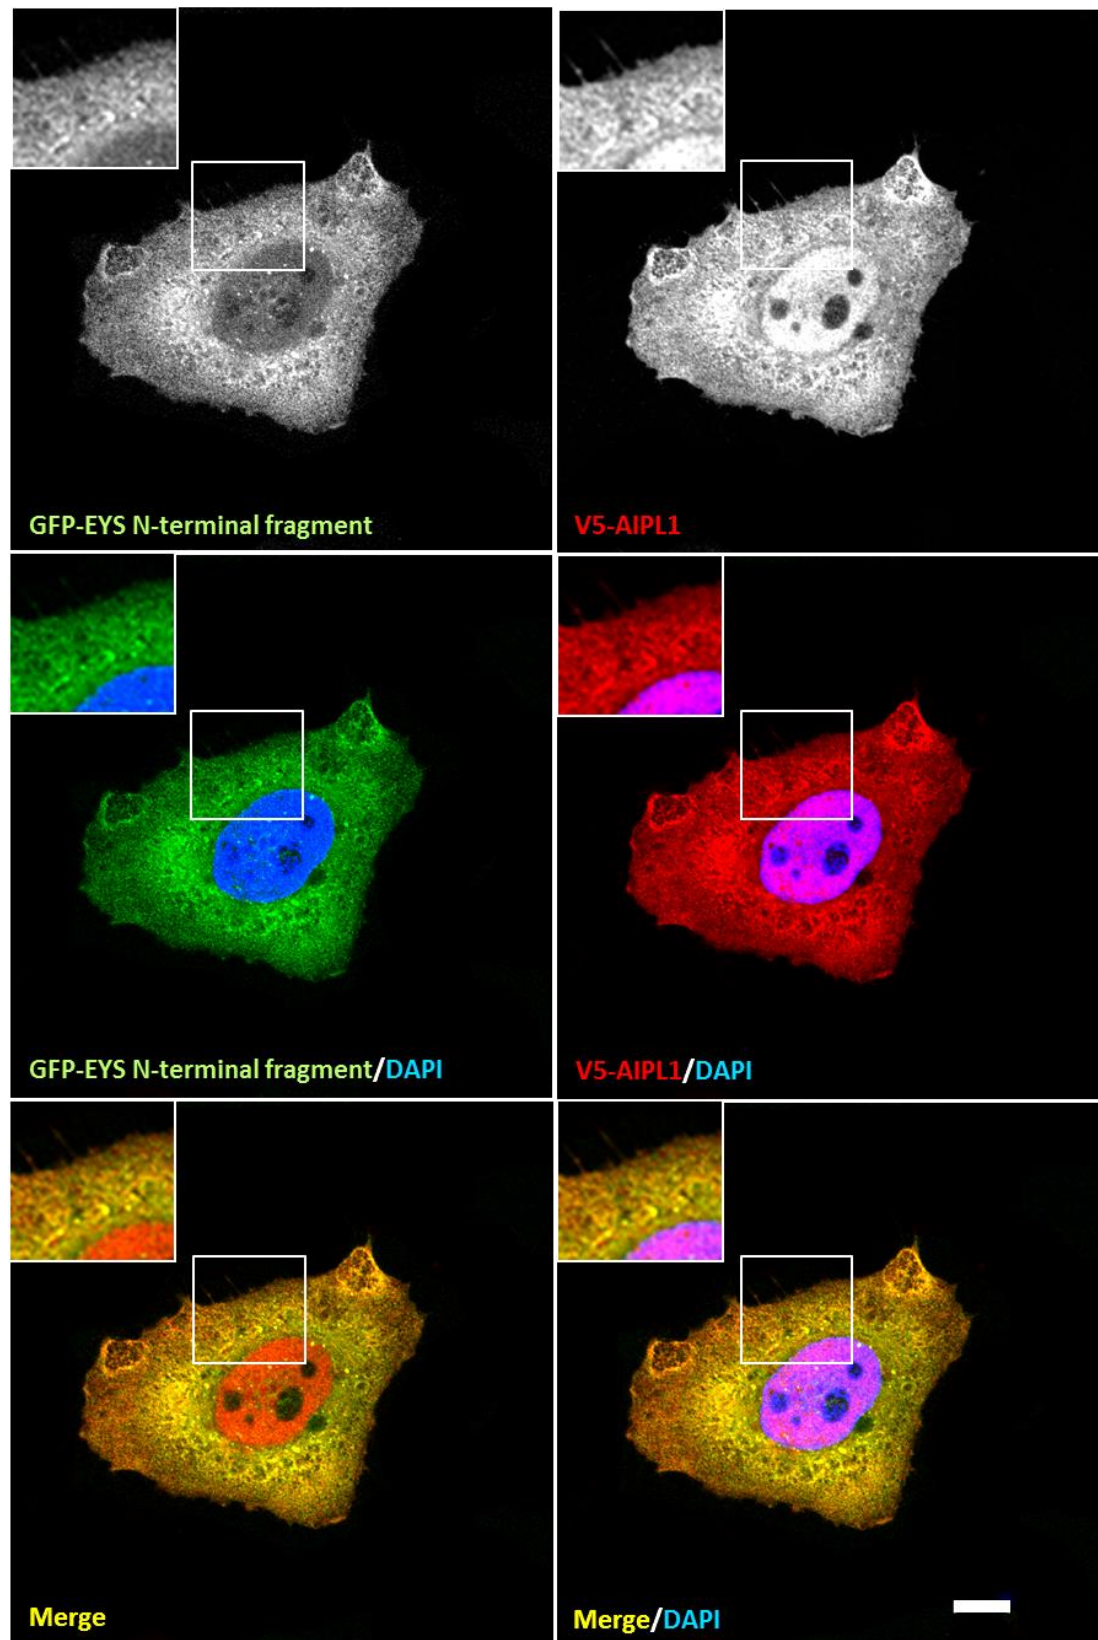 GFP-EYS N-terminal fragment
V5-AIPL1
GFP-EYS N-terminal fragment/DAPI
V5-AIPL1/DAPI
Merge
Merge/DAPI